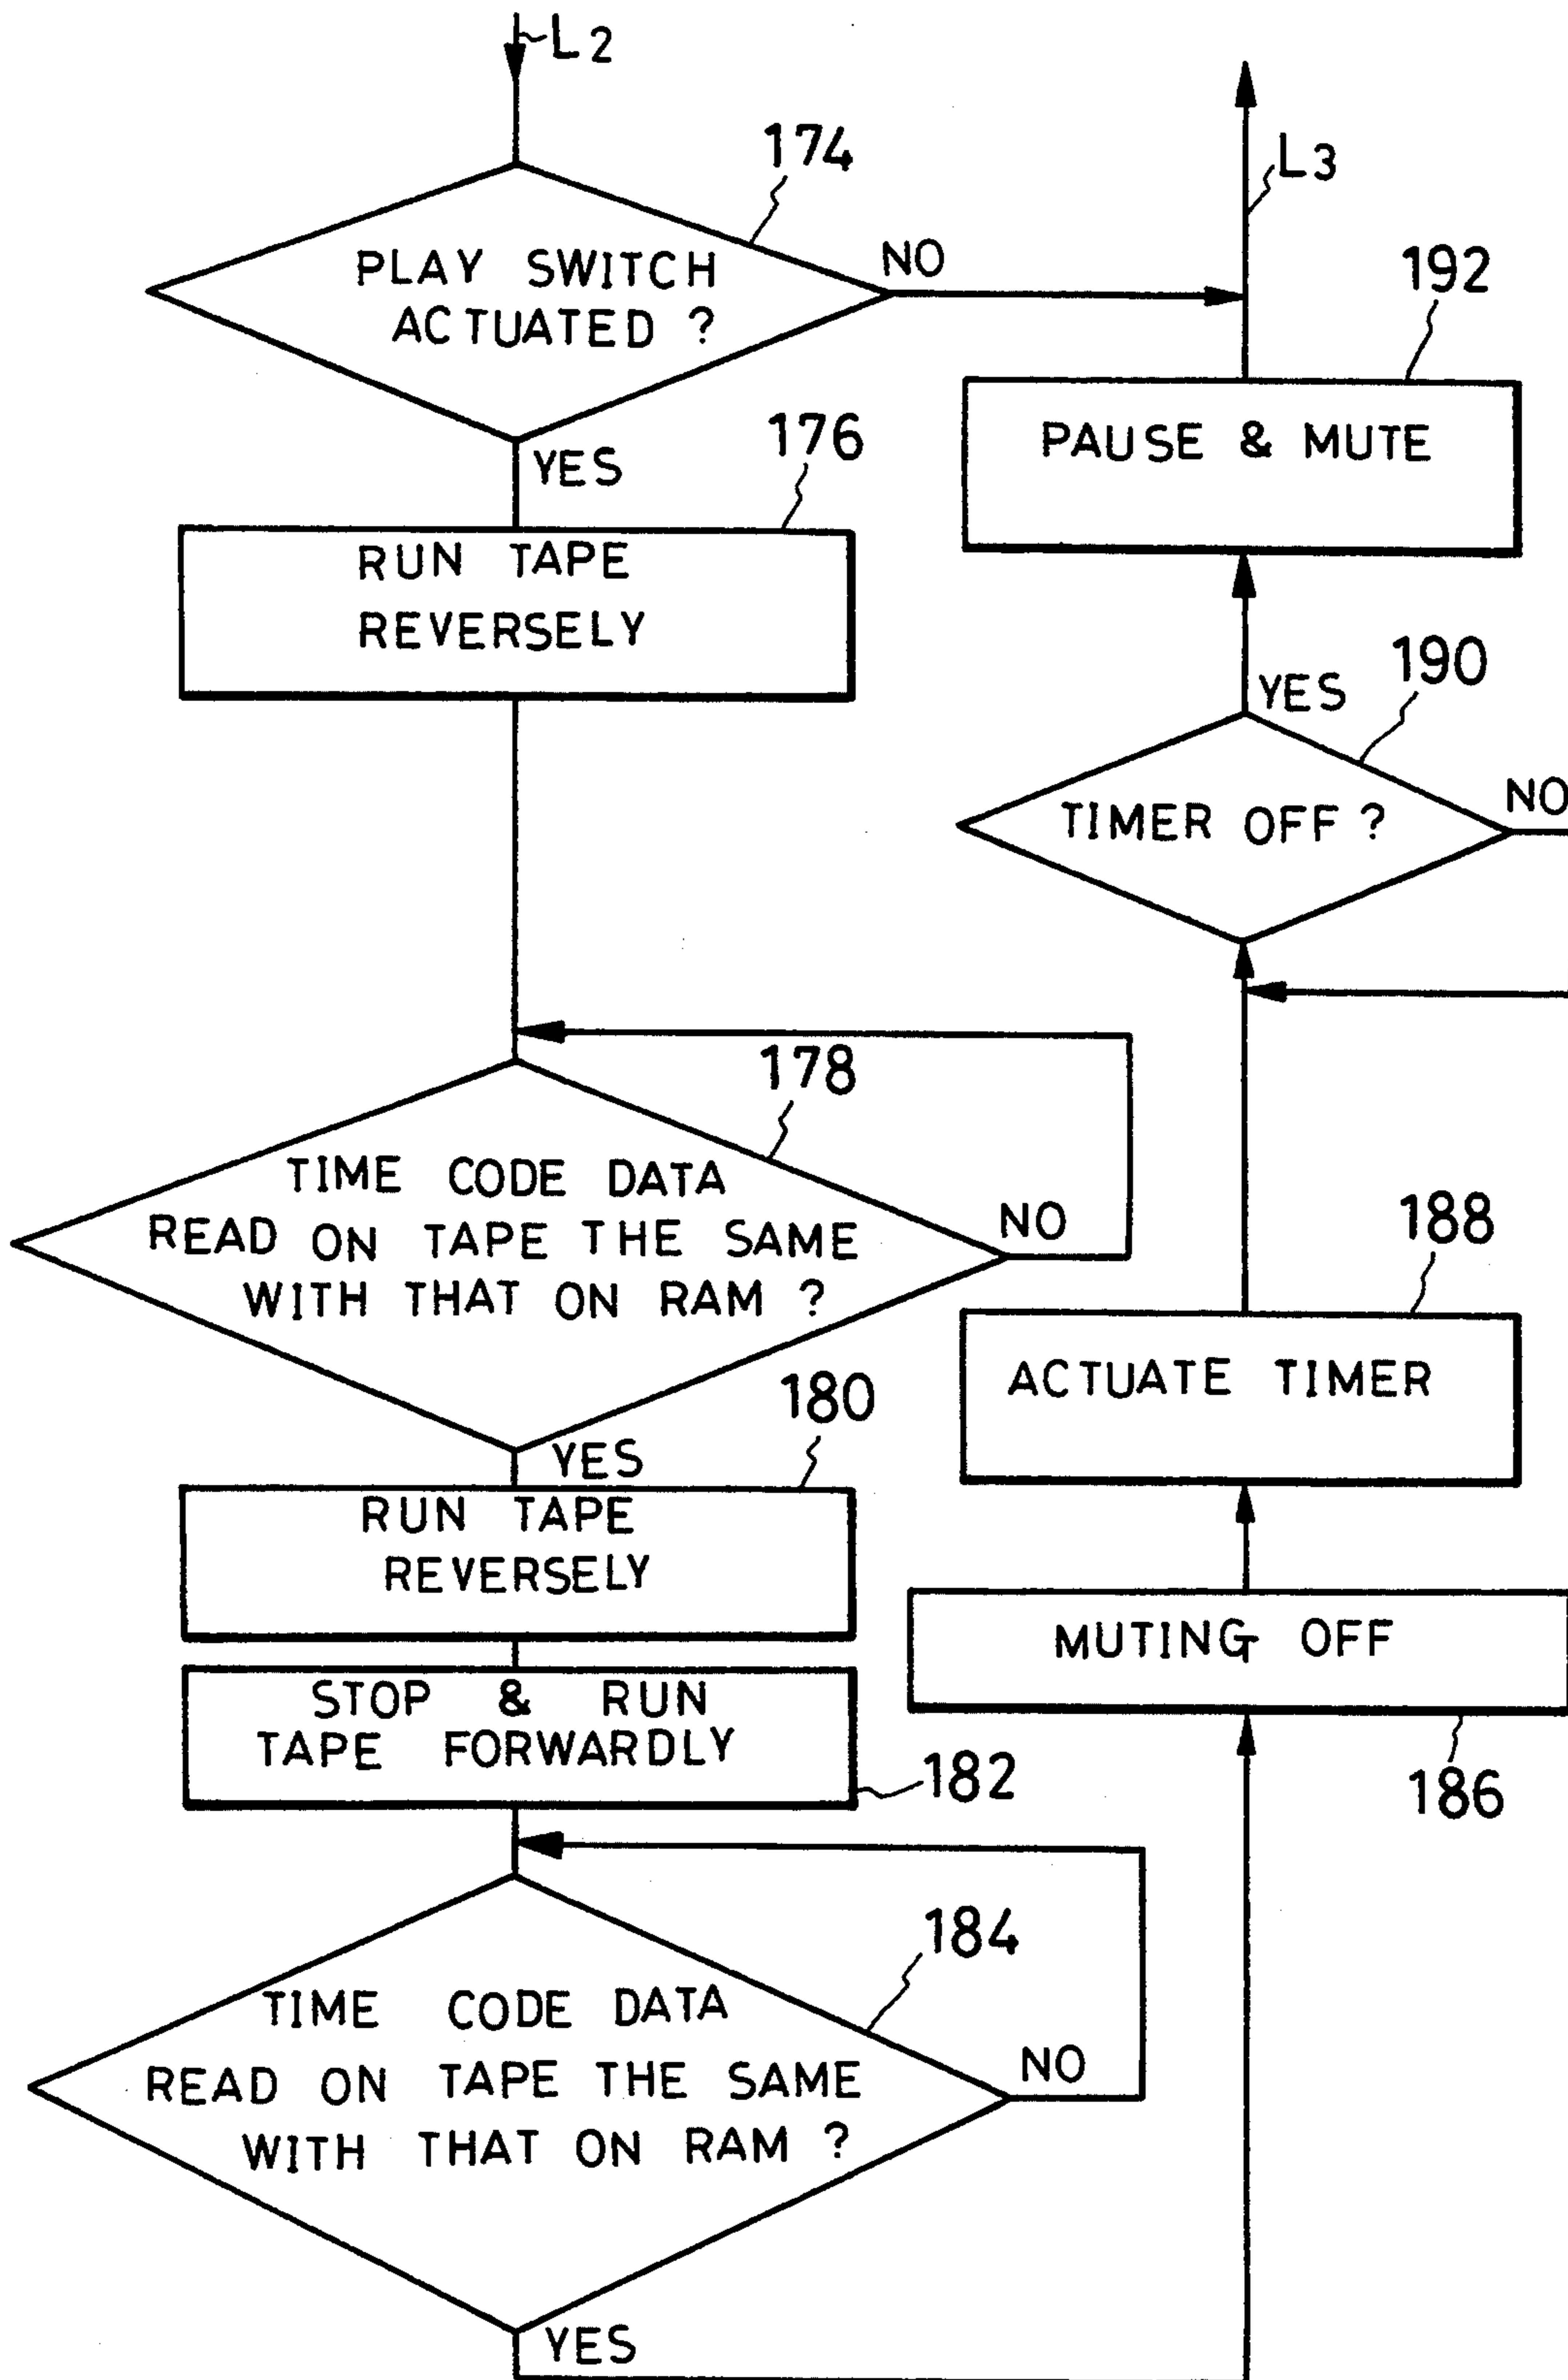 L2
174
PLAY SWITCH
ACTUATED ?
NO
YES
176
RUN TAPE
REVERSELY
178
TIME CODE DATA
READ ON TAPE THE SAME
WITH THAT ON RAM ?
NO
YES
180
RUN TAPE
REVERSELY
STOP & RUN
TAPE FORWARDLY
182
184
TIME CODE DATA
READ ON TAPE THE SAME
WITH THAT ON RAM ?
NO
YES
L3
192
PAUSE & MUTE
YES
190
TIMER OFF ?
NO
188
ACTUATE TIMER
MUTING OFF
186